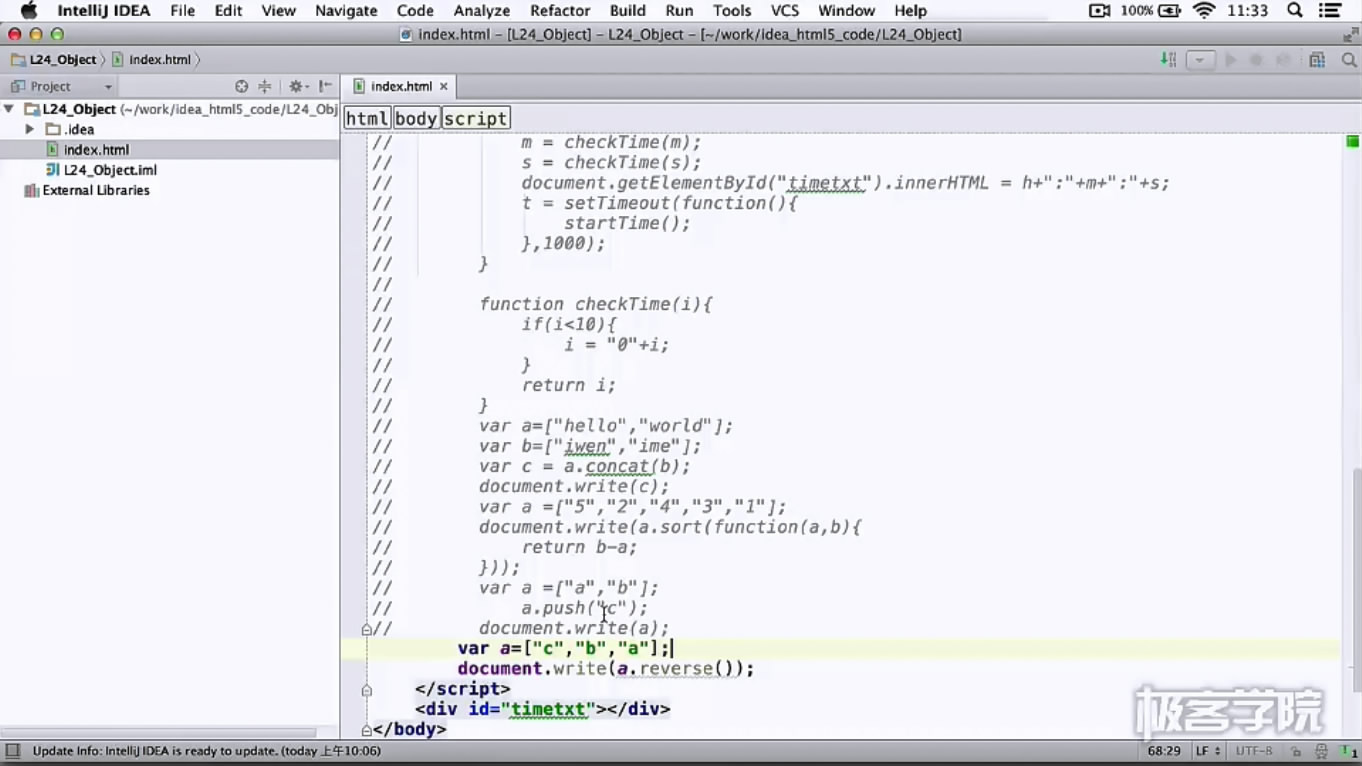 IntelliJ IDEA File Edit View Navigate Code Analyze Refactor Build Run Tools VCS Window Help 100% 11:33
index.html - [L24_Object] - L24_Object - [~/work/idea_html5_code/L24_Object]
L24_Object index.html
Project index.html
L24_Object (~/work/idea_html5_code/L24_Obj
.idea
index.html
L24_Object.iml
External Libraries
html body script
// m = checkTime(m);
// s = checkTime(s);
// document.getElementById("timetxt").innerHTML = h+":"+m+":"+s;
// t = setTimeout(function(){
// startTime();
// },1000);
// }
//
// function checkTime(i){
// if(i<10){
// i = "0"+i;
// }
// return i;
// }
// var a=["hello","world"];
// var b=["iwen","ime"];
// var c = a.concat(b);
// document.write(c);
// var a =["5","2","4","3","1"];
// document.write(a.sort(function(a,b){
// return b-a;
// }));
// var a =["a","b"];
// a.push("c");
// document.write(a);
var a=["c","b","a"];
document.write(a.reverse());
</script>
<div id="timetxt"></div>
</body>
极客学院
Update Info: IntelliJ IDEA is ready to update. (today 上午10:06) 68:29 LF UTF-8 1